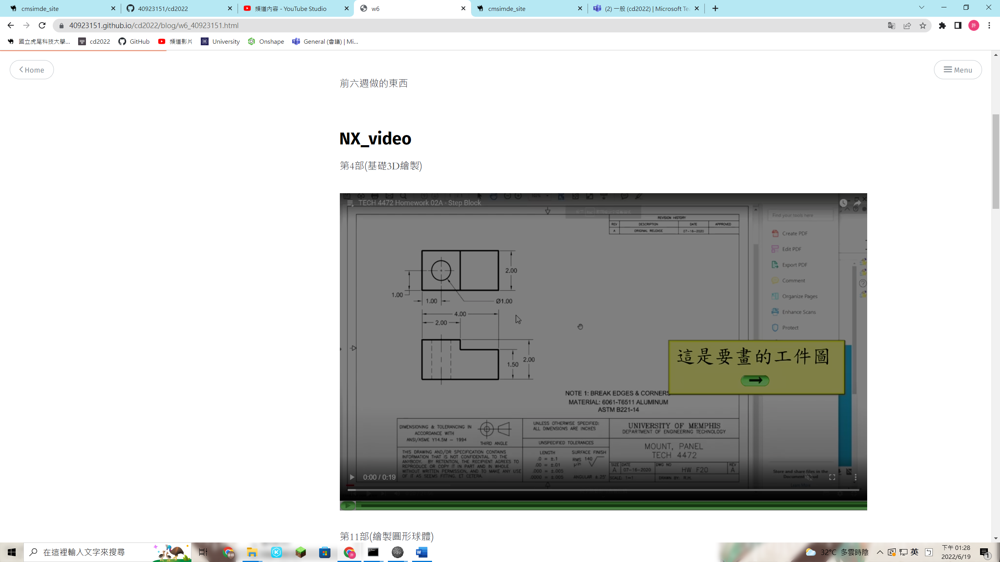 cmsimde_site
40923151/cd2022
頻道內容 - YouTube Studio
w6
cmsimde_site
(2) 一般 (cd2022) | Microsoft Te
40923151.github.io/cd2022/blog/w6_40923151.html
許
國立虎尾科技大學...
cd2022
GitHub
頻道影片
University
Onshape
General (會議) | Mi...
Home
Menu
前六週做的東西
NX_video
第4部(基礎3D繪製)
TECH 4472 Homework 02A - Step Block
Find your tools here
REVISION HISTORY
REV DESCRIPTION DATE APPROVED
A ORIGINAL RELEASE 07-16-2020
Create PDF
Edit PDF
Export PDF
Comment
Organize Pages
Enhance Scans
Protect
2.00
1.00
1.00
Ø1.00
4.00
2.00
1.50
2.00
這是要畫的工件圖
NOTE 1: BREAK EDGES & CORNERS
MATERIAL: 6061-T6511 ALUMINUM
ASTM B221-14
DIMENSIONING & TOLERANCING IN
ACCORDANCE WITH
ANSI/ASME Y14.5M - 1994
THIRD ANGLE
UNLESS OTHERWISE SPECIFIED:
ALL DIMENSIONS ARE INCHES
UNIVERSITY OF MEMPHIS
DEPARTMENT OF ENGINEERING TECHNOLOGY
UNSPECIFIED TOLERANCES
LENGTH SURFACE FINISH
.0 = ±.1
.00 = ±.01
.000 = ±.005
.0000 = ±.005
RMS 140
µin
ANGULAR ±.25°
MOUNT, PANEL
TECH 4472
THIS DRAWING AND/OR SPECIFICATION CONTAINS
INFORMATION THAT IS NOT CONFIDENTIAL TO THE
ANYBODY. BY RETENTION, THE RECIPIENT AGREES TO
REPRODUCE OR COPY IT IN PART AND IN WHOLE
WITHOUT WRITTEN PERMISSION, AND TO MAKE ANY USE
OF IT AS SEEMS FITTING. ET CETERA.
SIZE DATE DWG NO REV
A 07-16-2020 HW F20 A
SCALE: 1=1 DRAWN BY: R.H.
Store and share files in the
Document
Learn More
0:00 / 0:19
第11部(繪製圓形球體)
在這裡輸入文字來搜尋
32°C 多雲時陰
英
ㄅ
下午 01:28
2022/6/19
1